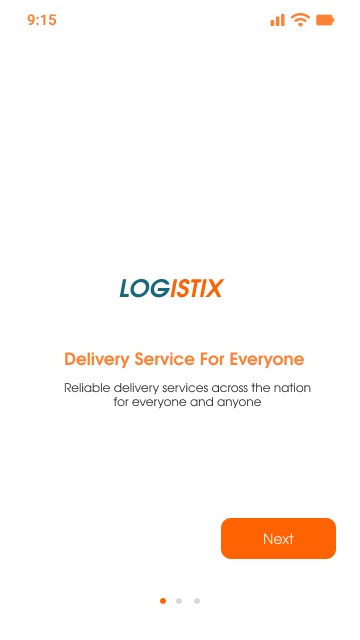 9:15
LOGISTIX
Delivery Service For Everyone
Reliable delivery services across the nation
for everyone and anyone
Next